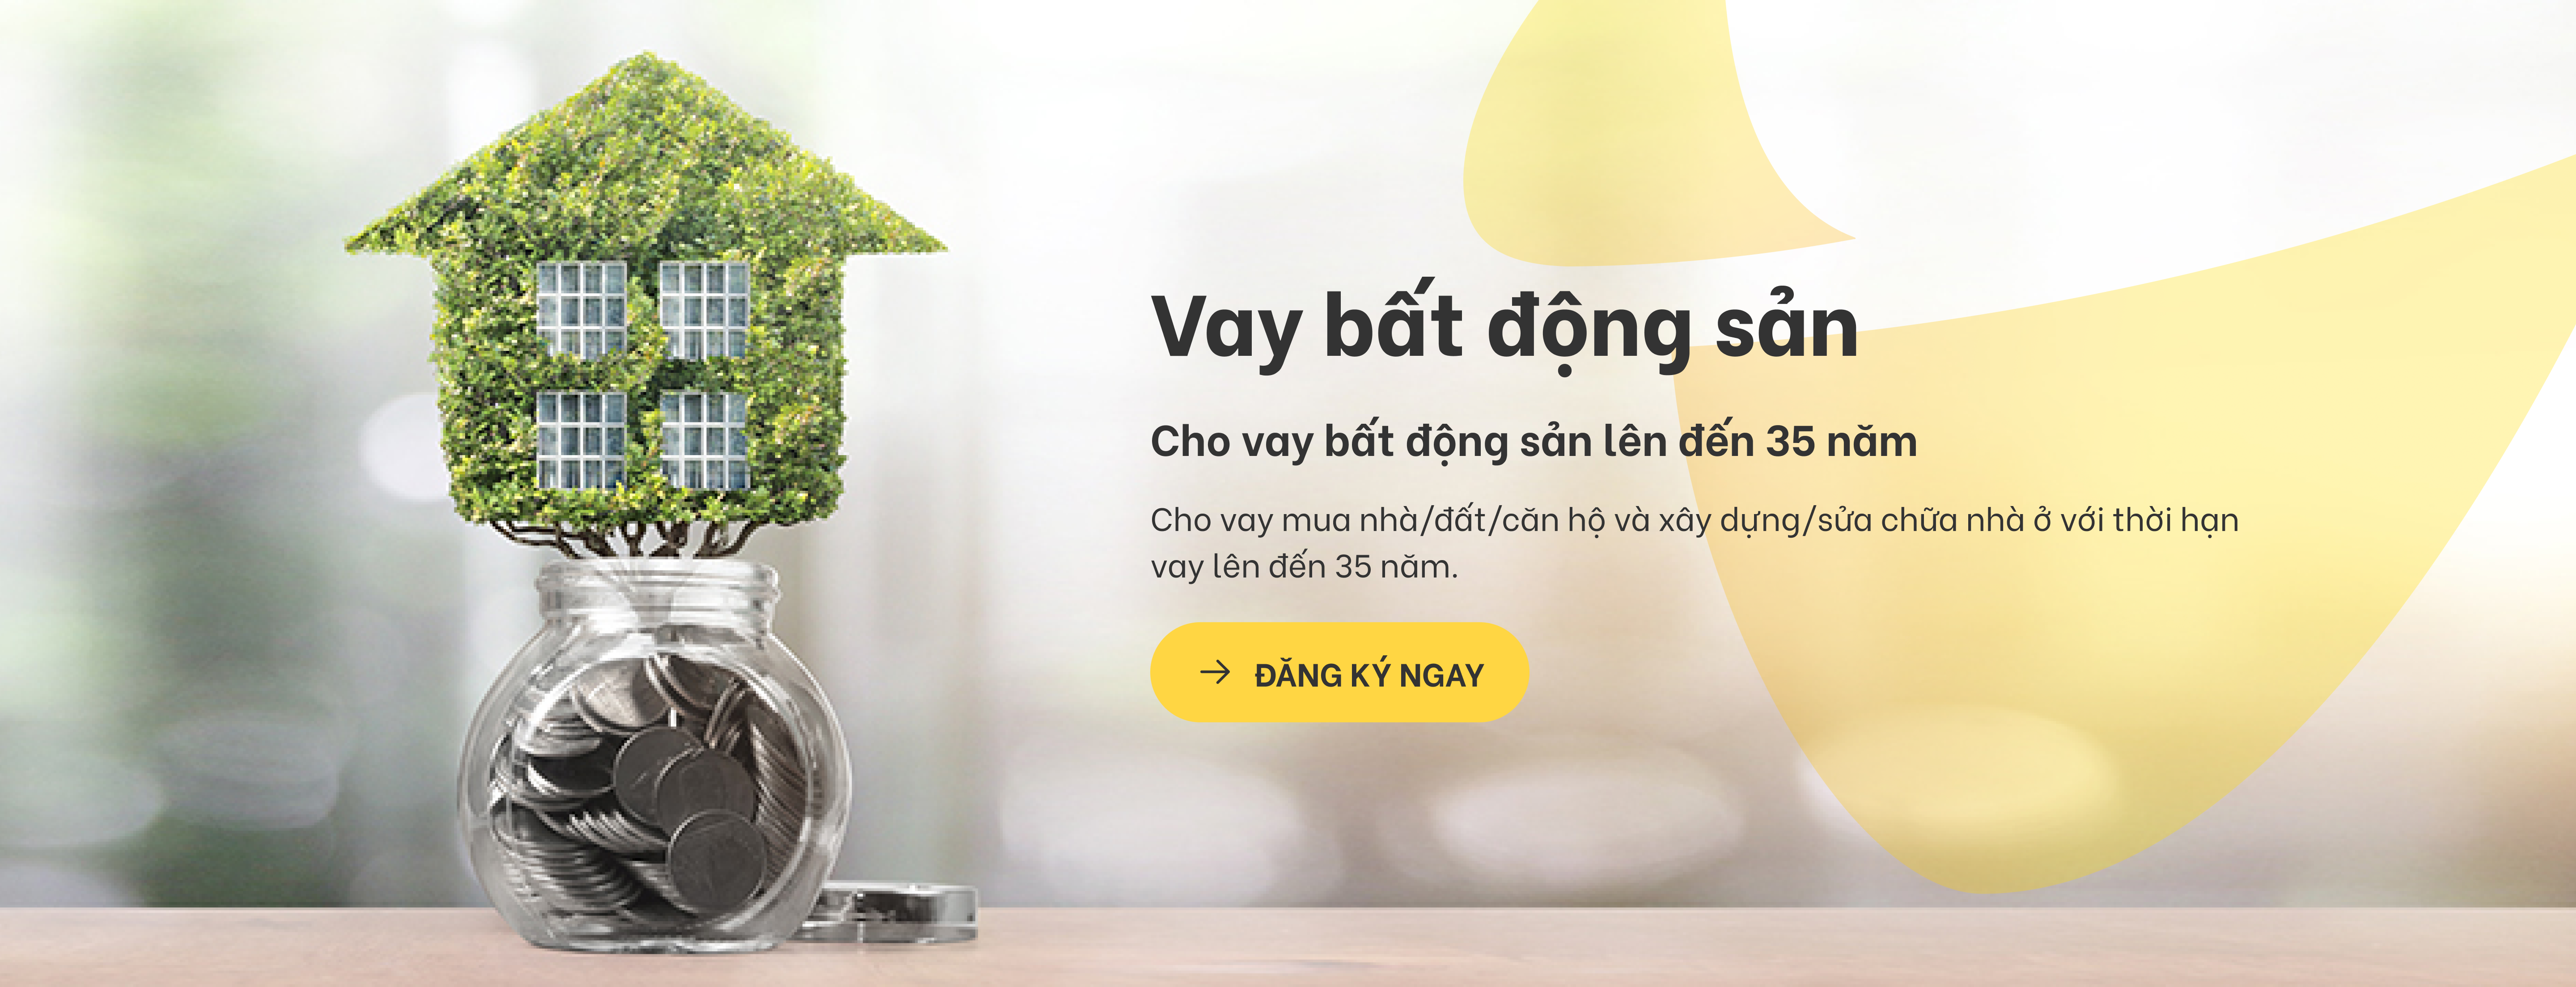 Vay bất động sản
Cho vay bất động sản lên đến 35 năm
Cho vay mua nhà/đất/căn hộ và xây dựng/sửa chữa nhà ở với thời hạn
vay lên đến 35 năm.
→ ĐĂNG KÝ NGAY